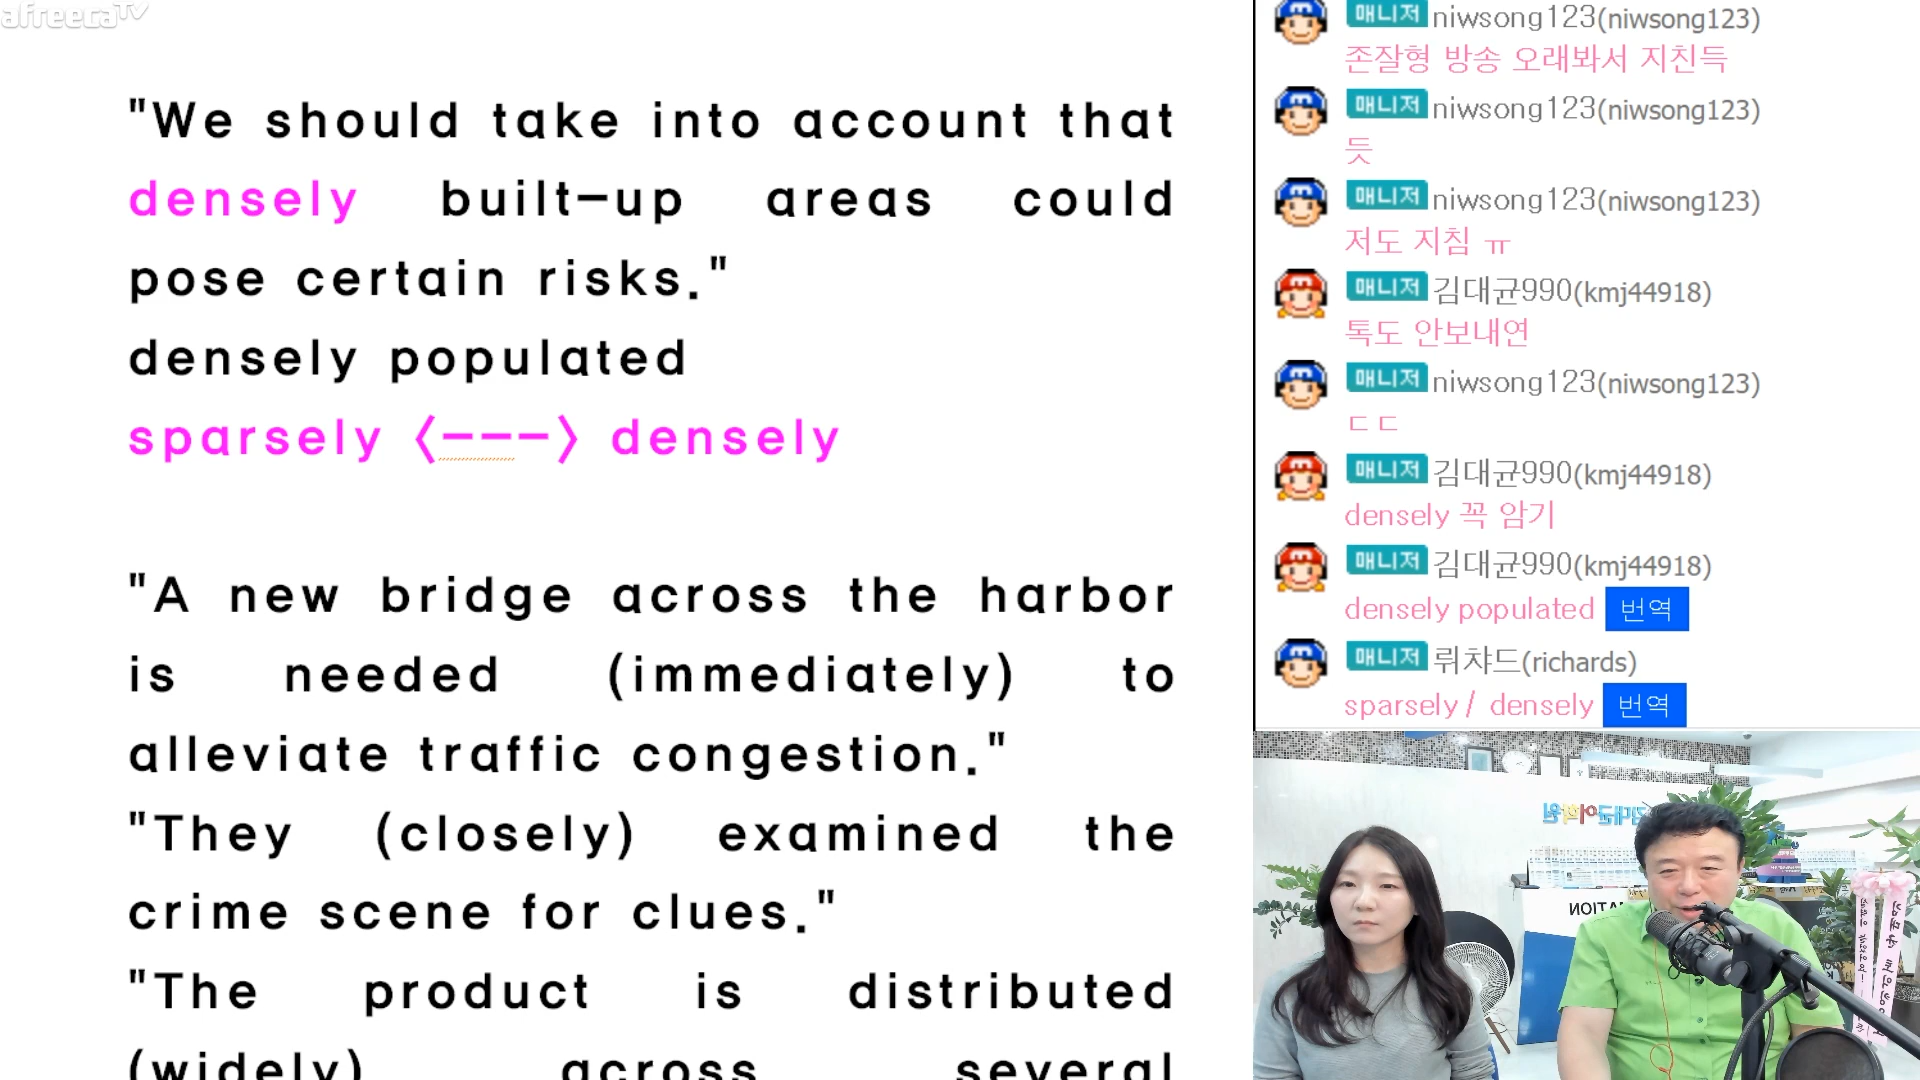 afreecaTV
"We should take into account that
densely built-up areas could
pose certain risks."
densely populated
sparsely <---> densely
"A new bridge across the harbor
is needed (immediately) to
alleviate traffic congestion."
"They (closely) examined the
crime scene for clues."
"The product is distributed
(widely) across several
매니저 niwsong123(niwsong123)
존잘형 방송 오래봐서 지친득
매니저 niwsong123(niwsong123)
듯
매니저 niwsong123(niwsong123)
저도 지침 ㅠ
매니저 김대균990(kmj44918)
톡도 안보내연
매니저 niwsong123(niwsong123)
ㄷㄷ
매니저 김대균990(kmj44918)
densely 꼭 암기
매니저 김대균990(kmj44918)
densely populated 번역
매니저 뤄챠드(richards)
sparsely / densely 번역